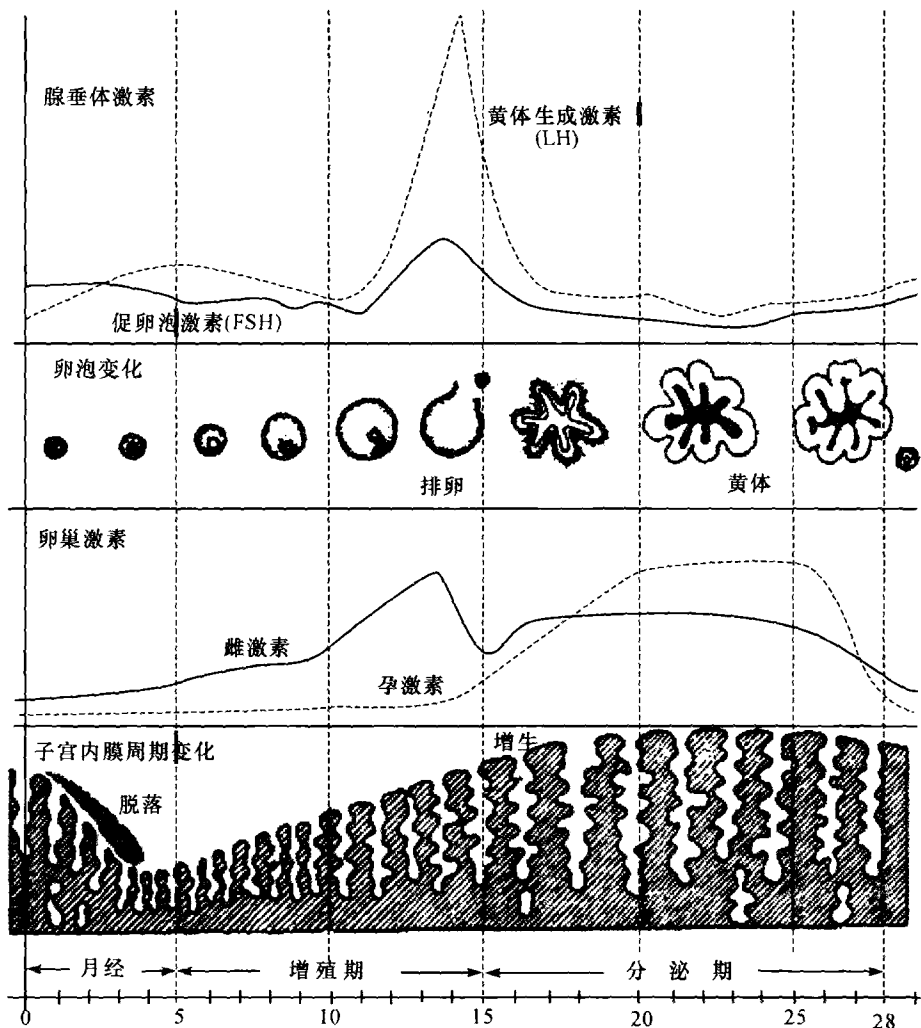 腺垂体激素
黄体生成激素
(LH)
促卵泡激素(FSH)
卵泡变化
排卵
黄体
卵巢激素
雌激素
孕激素
子宫内膜周期变化
增生
脱落
月经
增殖期
分泌期
0 5 10 15 20 25 28